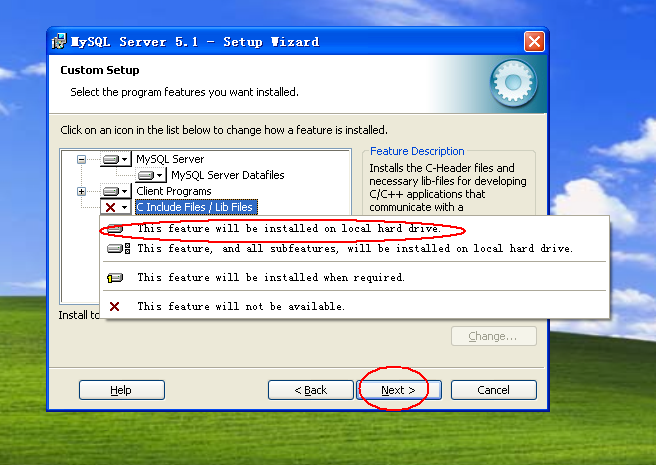 MySQL Server 5.1 - Setup Wizard
Custom Setup
Select the program features you want installed.
Click on an icon in the list below to change how a feature is installed.
MySQL Server
MySQL Server Datafiles
Client Programs
C Include Files / Lib Files
Feature Description
Installs the C-Header files and
necessary lib-files for developing
C/C++ applications that
communicate with a
This feature will be installed on local hard drive.
This feature, and all subfeatures, will be installed on local hard drive.
This feature will be installed when required.
This feature will not be available.
Install to
Change...
Help
< Back
Next >
Cancel